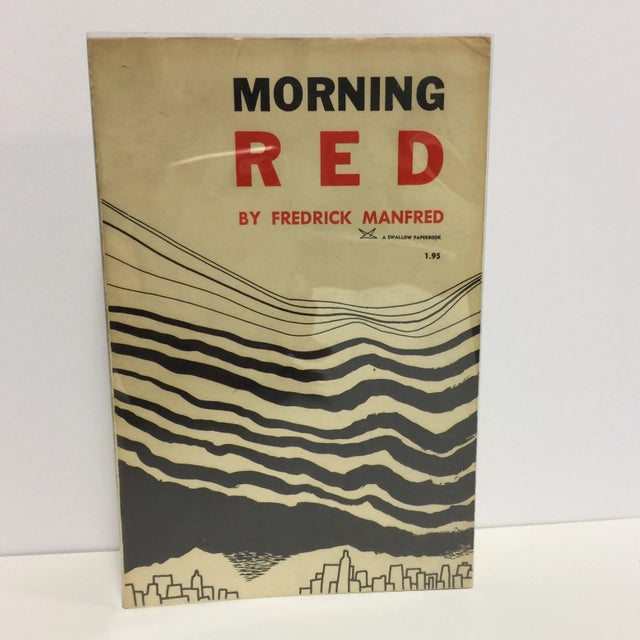 MORNING
RED
BY FREDRICK MANFRED
A SWALLOW PAPERBOOK
1.95